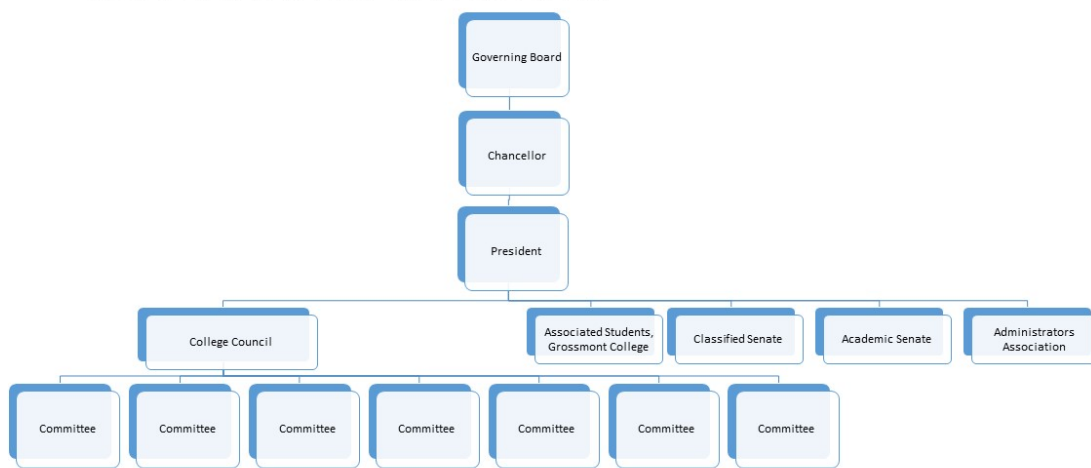 Governing Board
Chancellor
President
College Council
Associated Students,
Grossmont College
Classified Senate
Academic Senate
Administrators
Association
Committee
Committee
Committee
Committee
Committee
Committee
Committee